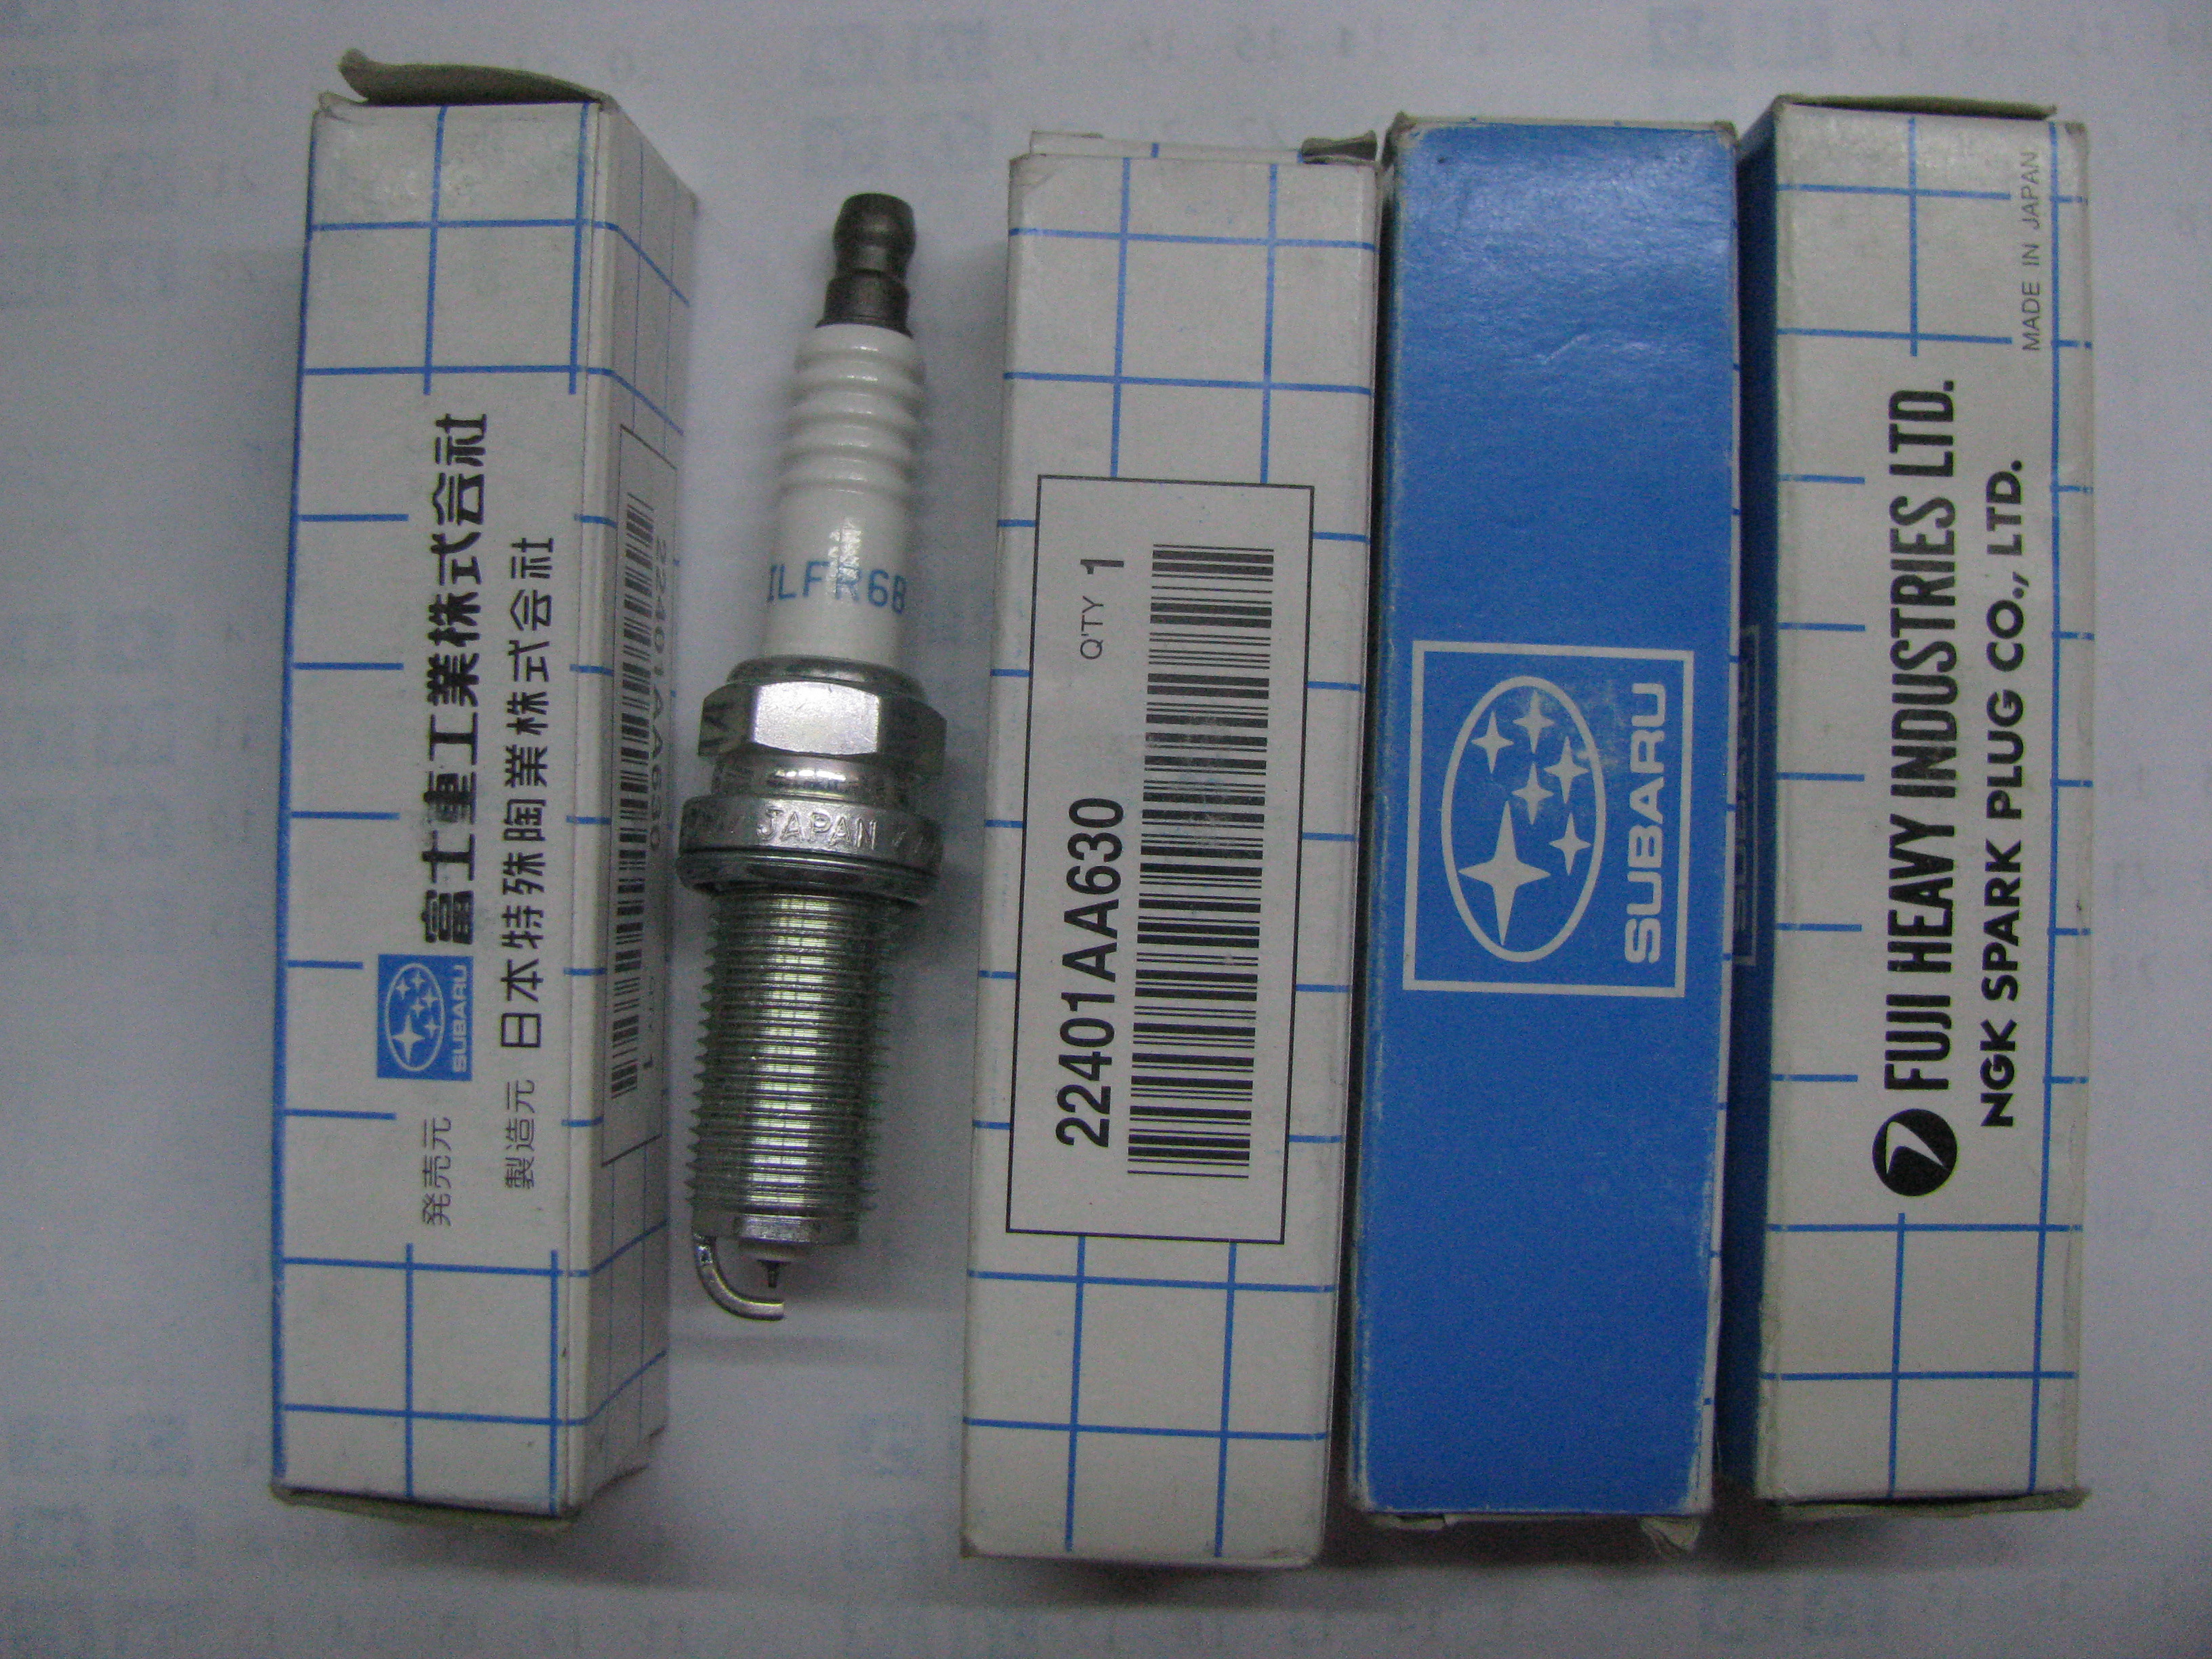 発売元 SUBARU 富士重工業株式会社
製造元 日本特殊陶業株式会社
22401AA630
1
ILFR6B
JAPAN
22401AA630 Q'TY 1
SUBARU
FUJI HEAVY INDUSTRIES LTD.
NGK SPARK PLUG CO., LTD.
MADE IN JAPAN